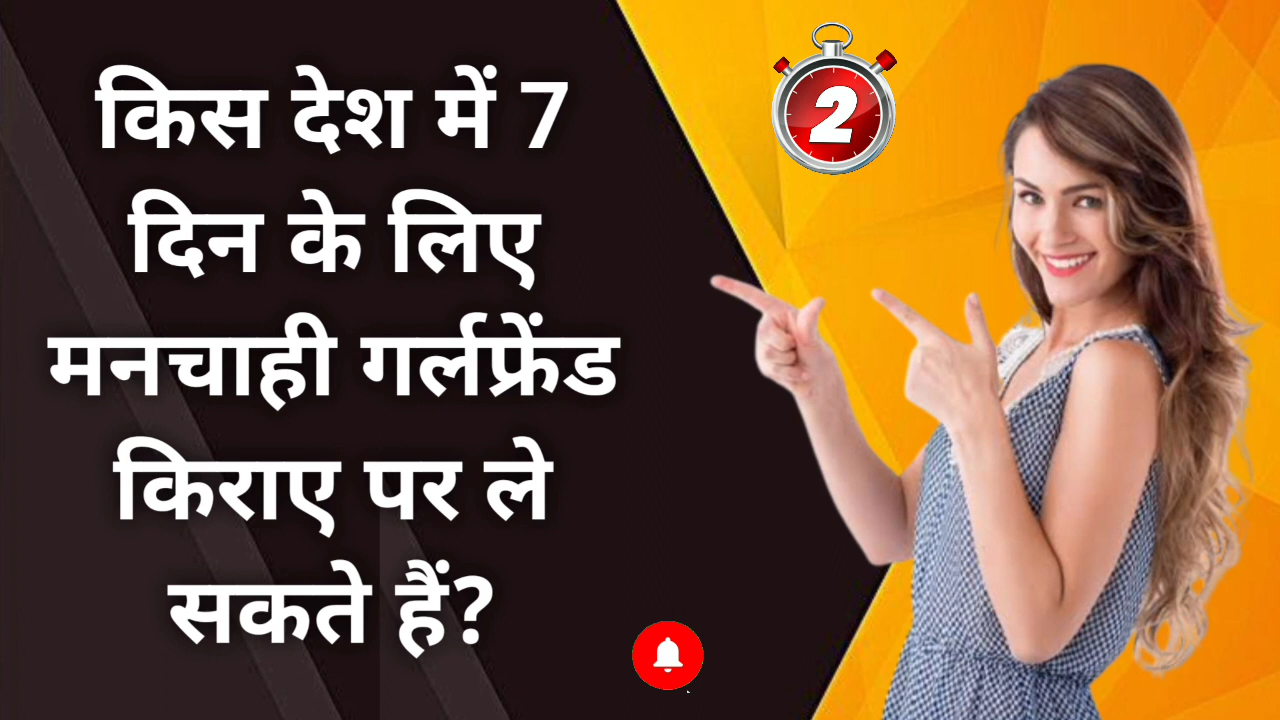 किस देश में 7
दिन के लिए
मनचाही गर्लफ्रेंड
किराए पर ले
सकते हैं?
2